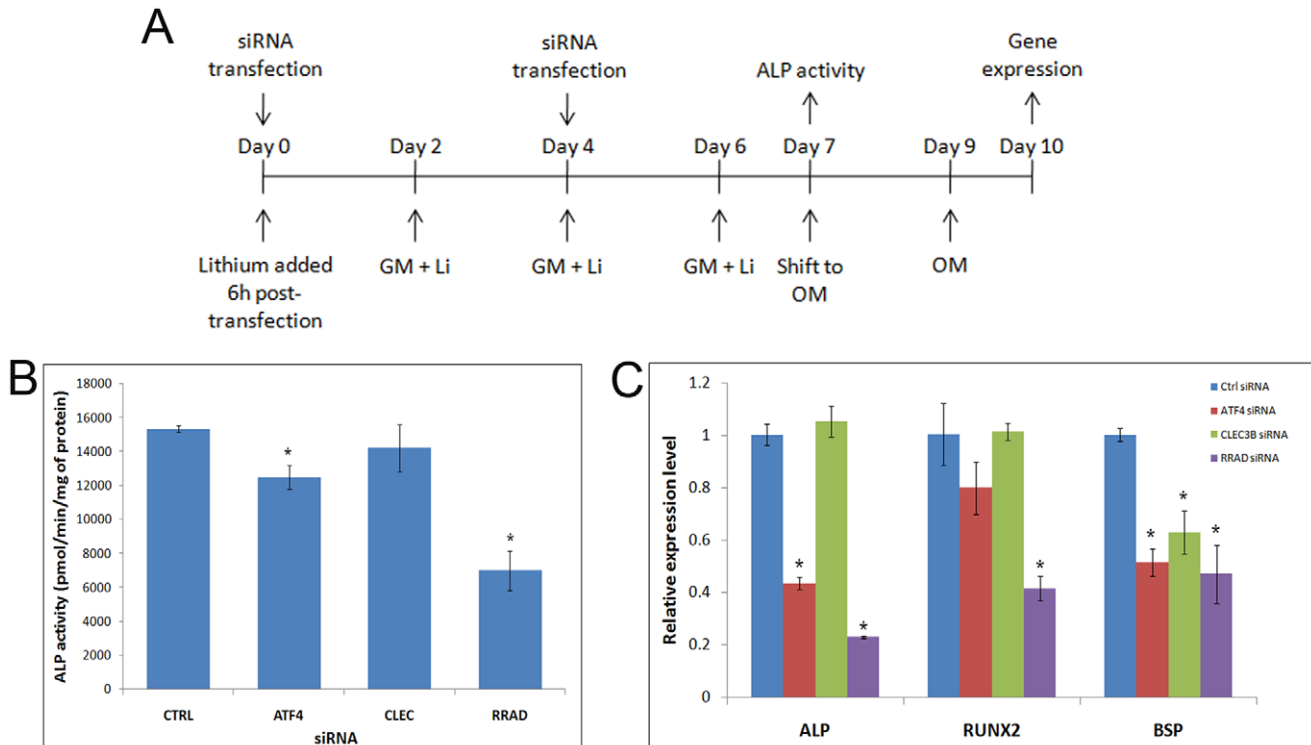 A
siRNA
transfection
siRNA
transfection
ALP activity
Gene
expression
Day 0
Day 2
Day 4
Day 6
Day 7
Day 9
Day 10
Lithium added
6h post-
transfection
GM + Li
GM + Li
GM + Li
Shift to
OM
OM
B
ALP activity (pmol/min/mg of protein)
18000
16000
14000
12000
10000
8000
6000
4000
2000
0
*
*
CTRL
ATF4
CLEC
RRAD
siRNA
C
Relative expression level
1.2
1
0.8
0.6
0.4
0.2
0
*
*
*
*
*
*
Ctrl siRNA
ATF4 siRNA
CLEC3B siRNA
RRAD siRNA
ALP
RUNX2
BSP